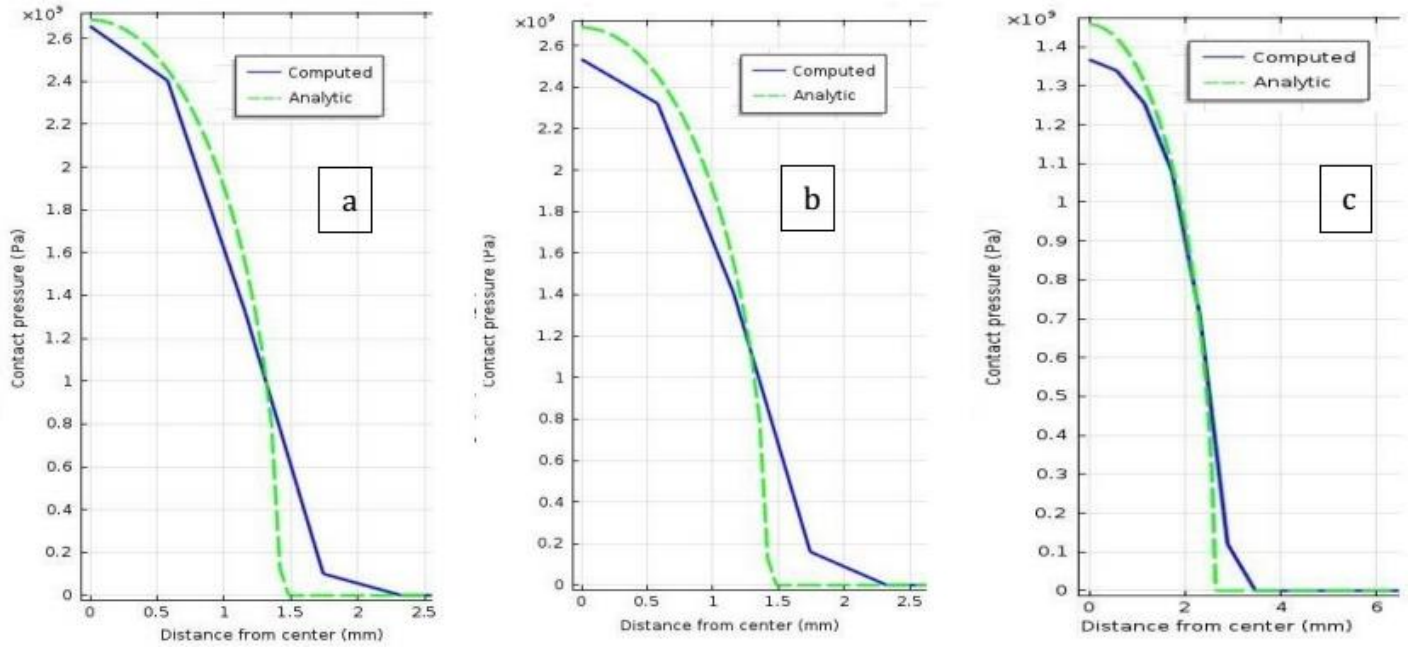 ×10⁹
2.6
2.4
2.2
2
1.8
1.6
1.4
1.2
1
0.8
0.6
0.4
0.2
0
Contact pressure (Pa)
Computed
Analytic
a
0 0.5 1 1.5 2 2.5
Distance from center (mm)
×10⁹
2.6
2.4
2.2
2
1.8
1.6
1.4
1.2
1
0.8
0.6
0.4
0.2
0
Contact pressure (Pa)
Computed
Analytic
b
0 0.5 1 1.5 2 2.5
Distance from center (mm)
×10⁹
1.4
1.3
1.2
1.1
1
0.9
0.8
0.7
0.6
0.5
0.4
0.3
0.2
0.1
0
Contact pressure (Pa)
Computed
Analytic
c
0 2 4 6
Distance from center (mm)